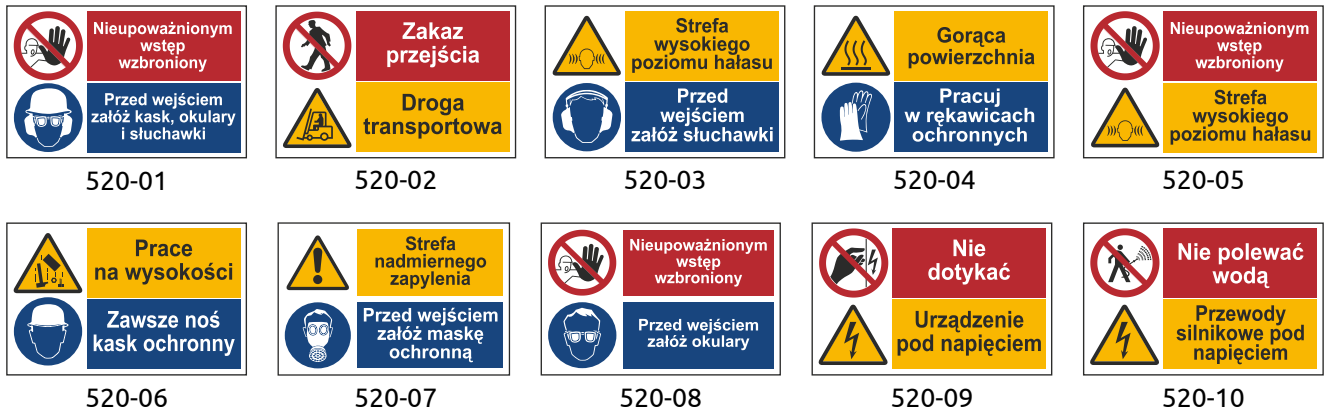 Nieupoważnionym
wstęp
wzbroniony
Przed wejściem
załóż kask, okulary
i słuchawki
520-01
Zakaz
przejścia
Droga
transportowa
520-02
Strefa
wysokiego
poziomu hałasu
Przed
wejściem
załóż słuchawki
520-03
Gorąca
powierzchnia
Pracuj
w rękawicach
ochronnych
520-04
Nieupoważnionym
wstęp
wzbroniony
Strefa
wysokiego
poziomu hałasu
520-05
Prace
na wysokości
Zawsze noś
kask ochronny
520-06
Strefa
nadmiernego
zapylenia
Przed wejściem
załóż maskę
ochronną
520-07
Nieupoważnionym
wstęp
wzbroniony
Przed wejściem
załóż okulary
520-08
Nie
dotykać
Urządzenie
pod napięciem
520-09
Nie polewać
wodą
Przewody
silnikowe pod
napięciem
520-10